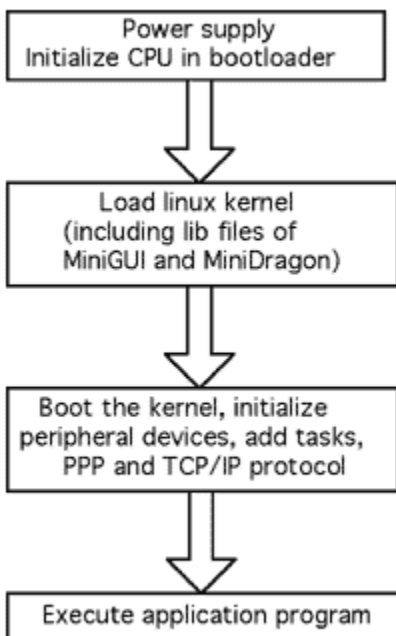 Power supply
Initialize CPU in bootloader
Load linux kernel
(including lib files of
MiniGUI and MiniDragon)
Boot the kernel, initialize
peripheral devices, add tasks,
PPP and TCP/IP protocol
Execute application program